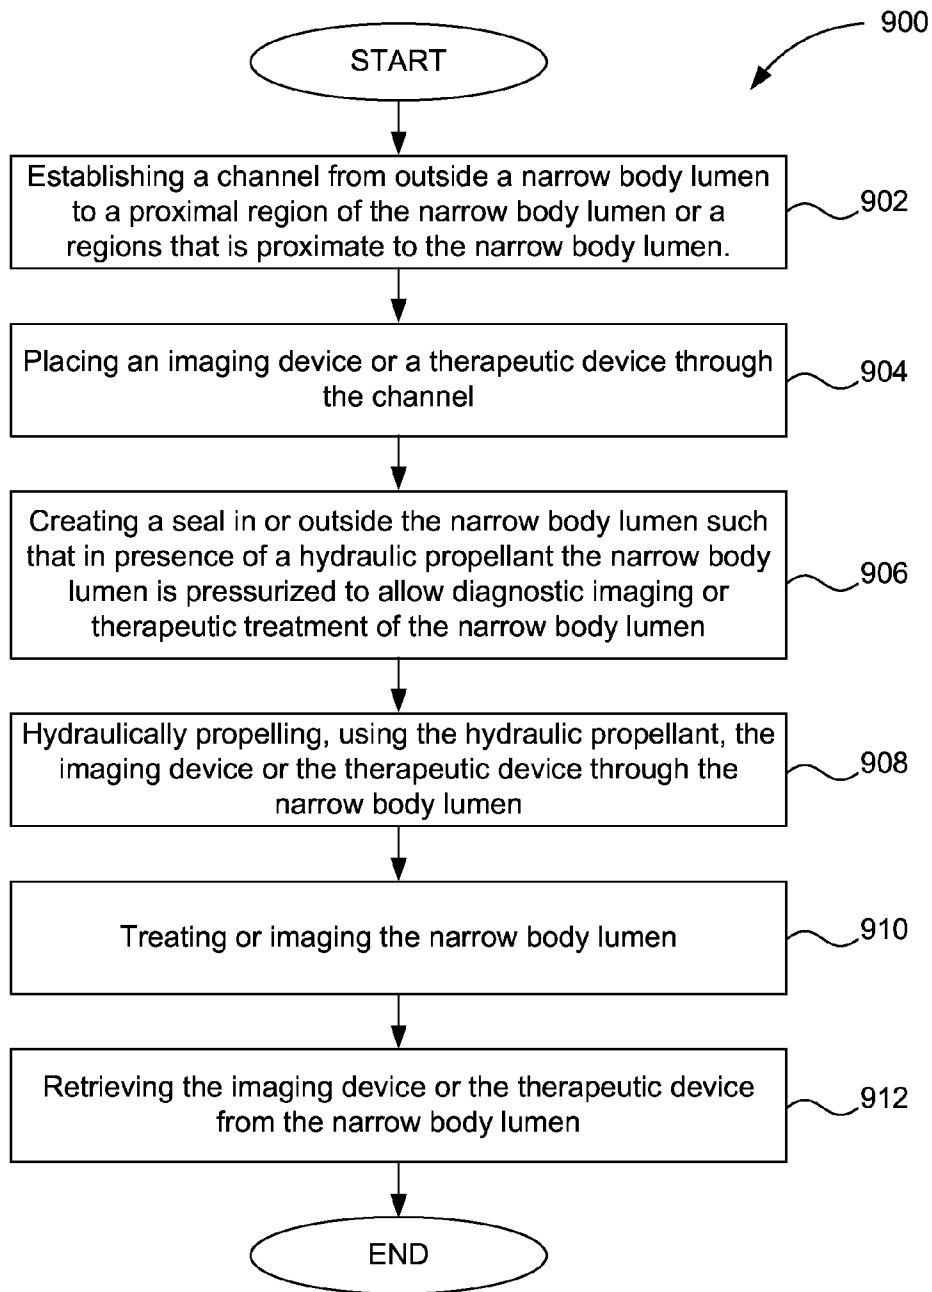 900
START
Establishing a channel from outside a narrow body lumen
to a proximal region of the narrow body lumen or a
regions that is proximate to the narrow body lumen.
902
Placing an imaging device or a therapeutic device through
the channel
904
Creating a seal in or outside the narrow body lumen such
that in presence of a hydraulic propellant the narrow body
lumen is pressurized to allow diagnostic imaging or
therapeutic treatment of the narrow body lumen
906
Hydraulically propelling, using the hydraulic propellant, the
imaging device or the therapeutic device through the
narrow body lumen
908
Treating or imaging the narrow body lumen
910
Retrieving the imaging device or the therapeutic device
from the narrow body lumen
912
END